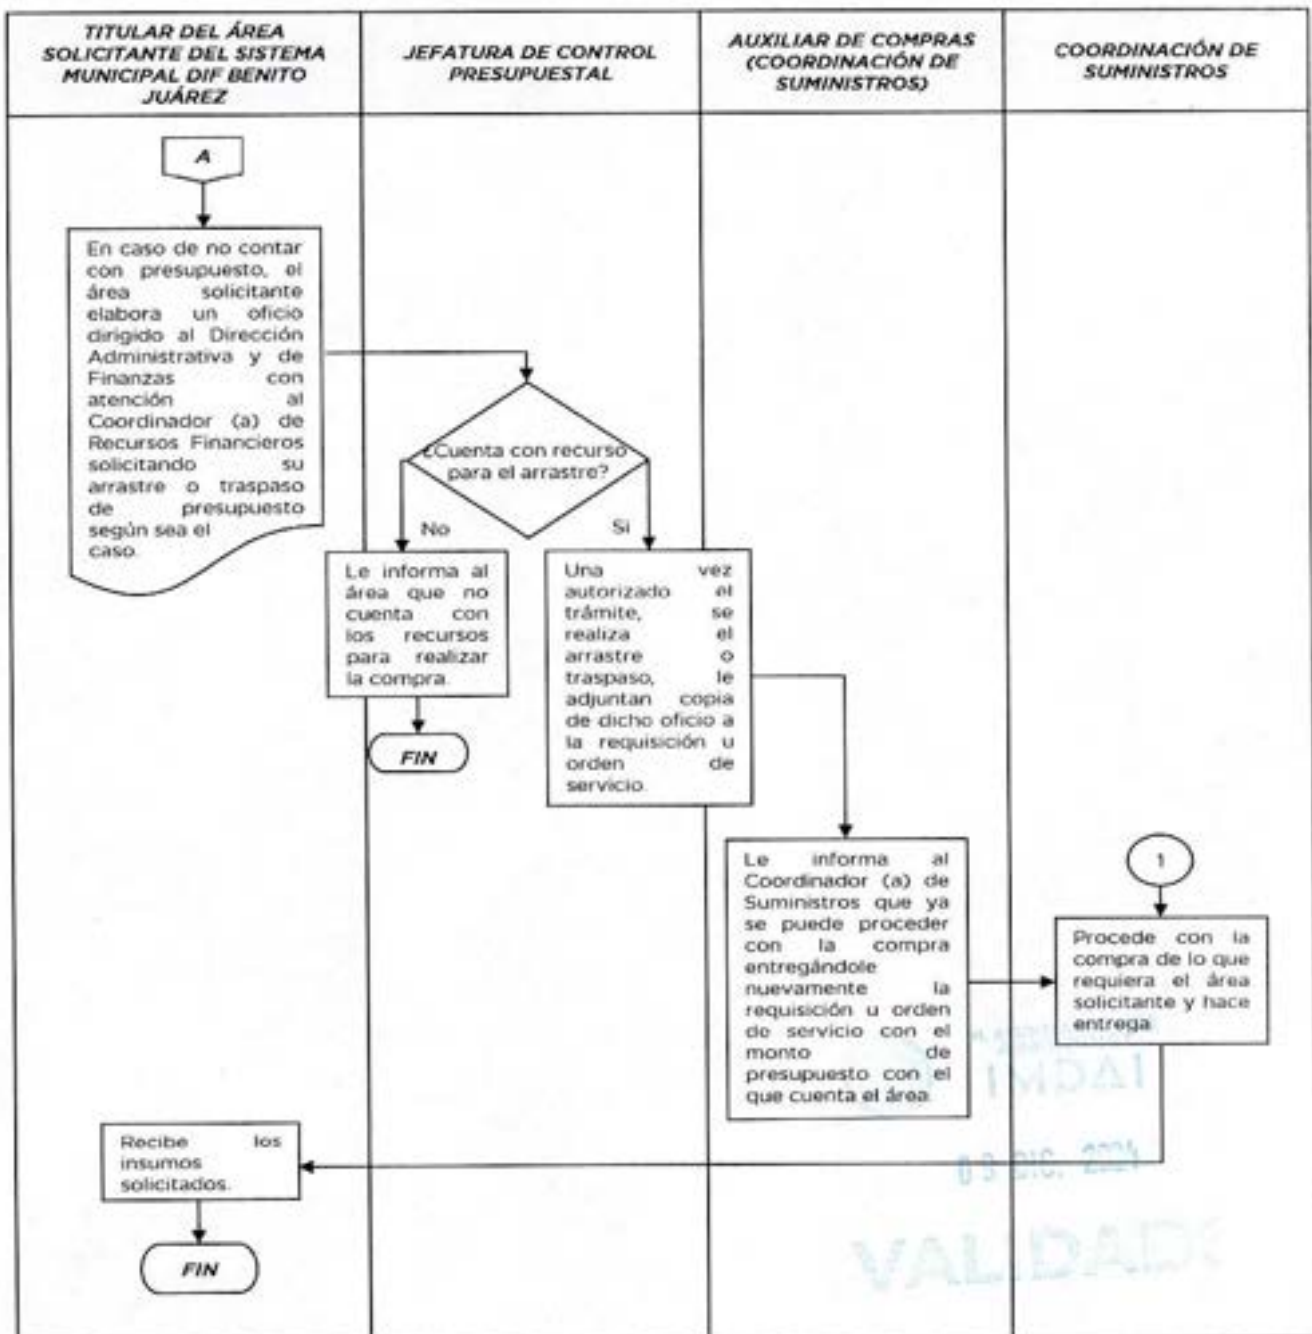 TITULAR DEL ÁREA
SOLICITANTE DEL SISTEMA
MUNICIPAL DIF BENITO
JUÁREZ
JEFATURA DE CONTROL
PRESUPUESTAL
AUXILIAR DE COMPRAS
(COORDINACIÓN DE
SUMINISTROS)
COORDINACIÓN DE
SUMINISTROS
A
En caso de no contar
con presupuesto, el
área solicitante
elabora un oficio
dirigido al Dirección
Administrativa y de
Finanzas con
atención al
Coordinador (a) de
Recursos Financieros
solicitando su
arrastre o traspaso
de presupuesto
según sea el
caso.
¿Cuenta con recurso
para el arrastre?
No
Si
Le informa al
área que no
cuenta con
los recursos
para realizar
la compra.
FIN
Una vez
autorizado el
trámite, se
realiza el
arrastre o
traspaso, le
adjuntan copia
de dicho oficio a
la requisición u
orden de
servicio.
Le informa al
Coordinador (a) de
Suministros que ya
se puede proceder
con la compra
entregándole
nuevamente la
requisición u orden
de servicio con el
monto de
presupuesto con el
que cuenta el área.
1
Procede con la
compra de lo que
requiera el área
solicitante y hace
entrega
Recibe los
insumos
solicitados.
FIN
IMDAI
DIC. 2024
VALIDADO